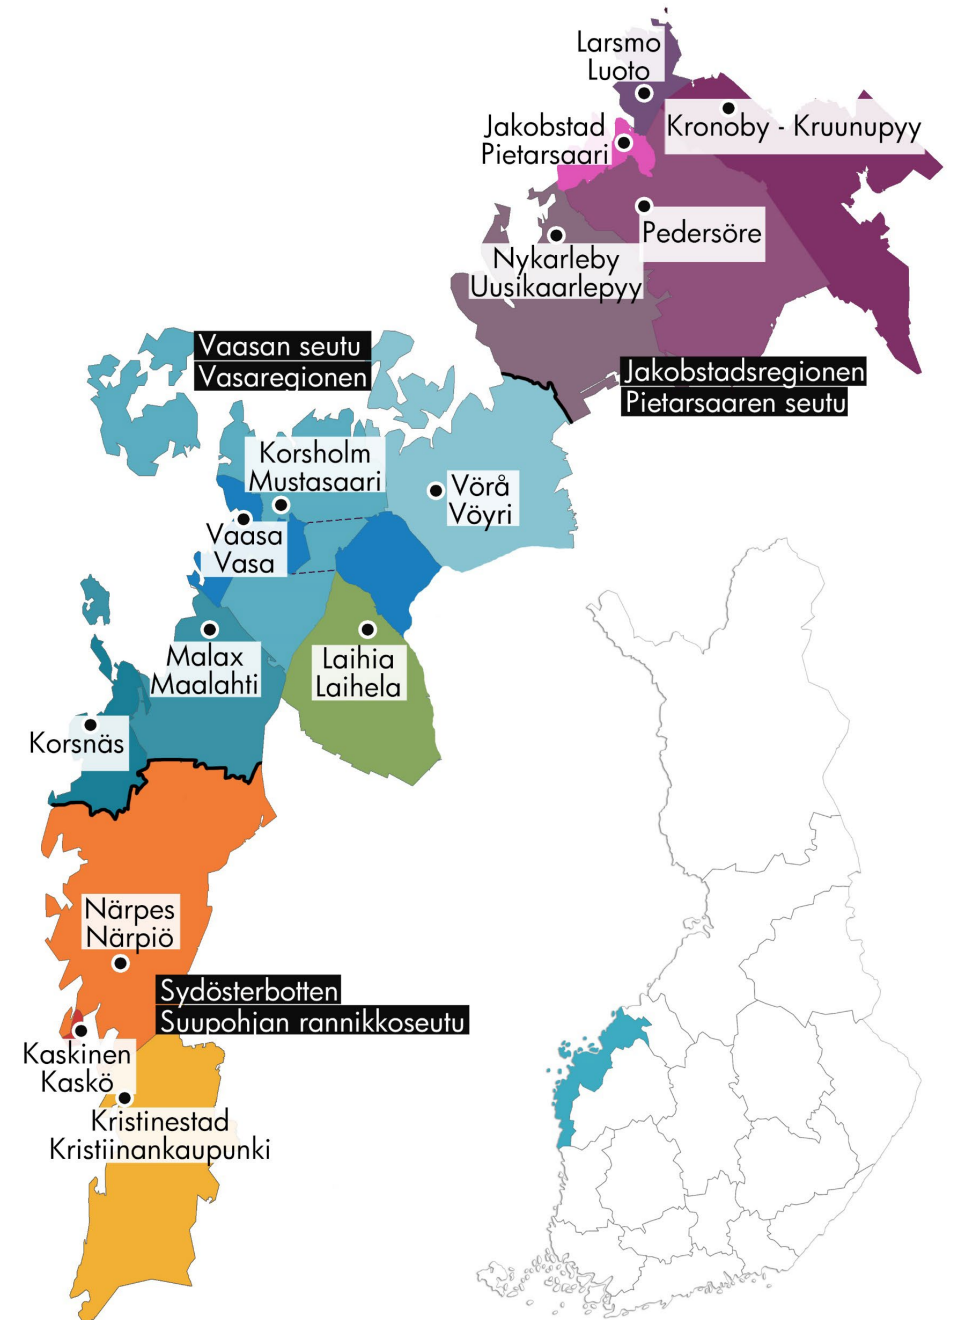 Larsmo
Luoto
Jakobstad
Pietarsaari
Kronoby - Kruunupyy
Pedersöre
Nykarleby
Uusikaarlepyy
Vaasan seutu
Vasaregionen
Jakobstadsregionen
Pietarsaaren seutu
Korsholm
Mustasaari
Vörå
Vöyri
Vaasa
Vasa
Malax
Maalahti
Laihia
Laihela
Korsnäs
Närpes
Närpiö
Sydösterbotten
Suupohjan rannikkoseutu
Kaskinen
Kaskö
Kristinestad
Kristiinankaupunki